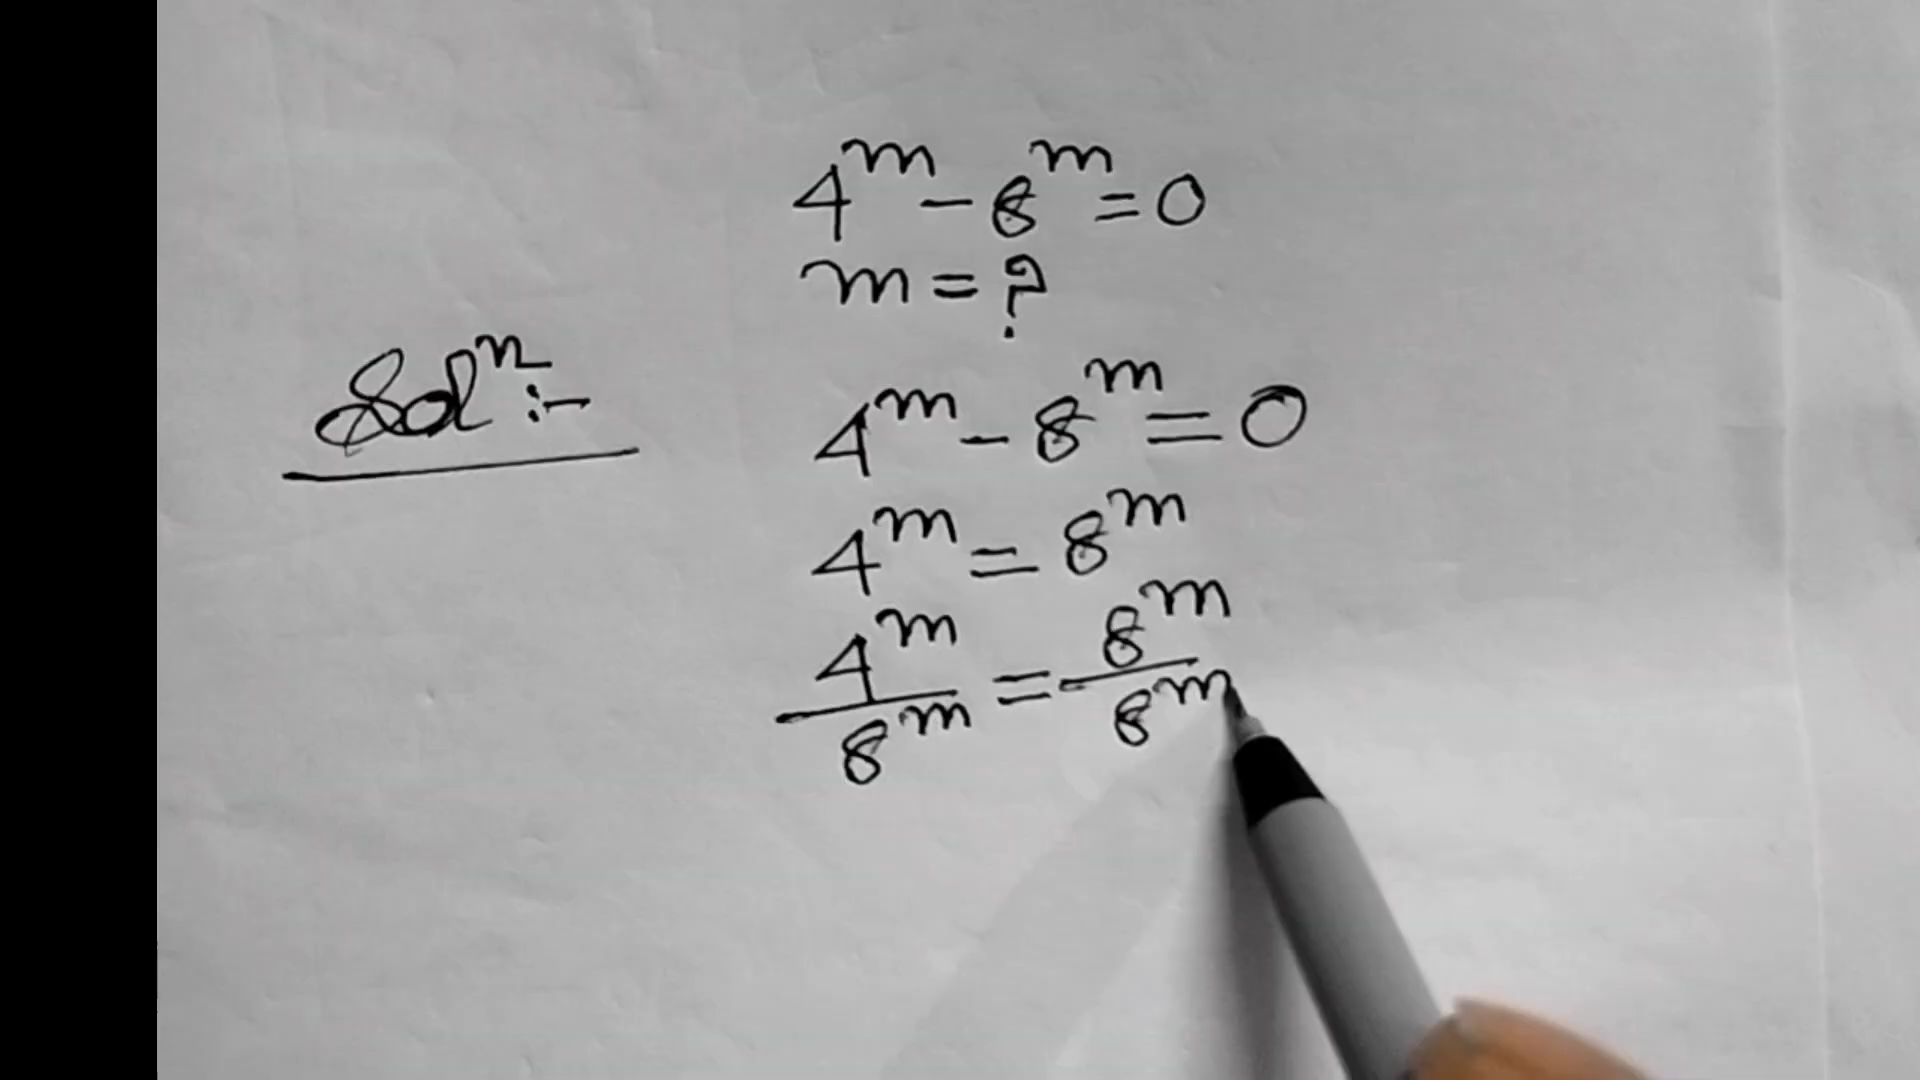 4^m - 8^m = 0
m = ?
Sol^n :-
4^m - 8^m = 0
4^m = 8^m
4^m/8^m = 8^m/8^m